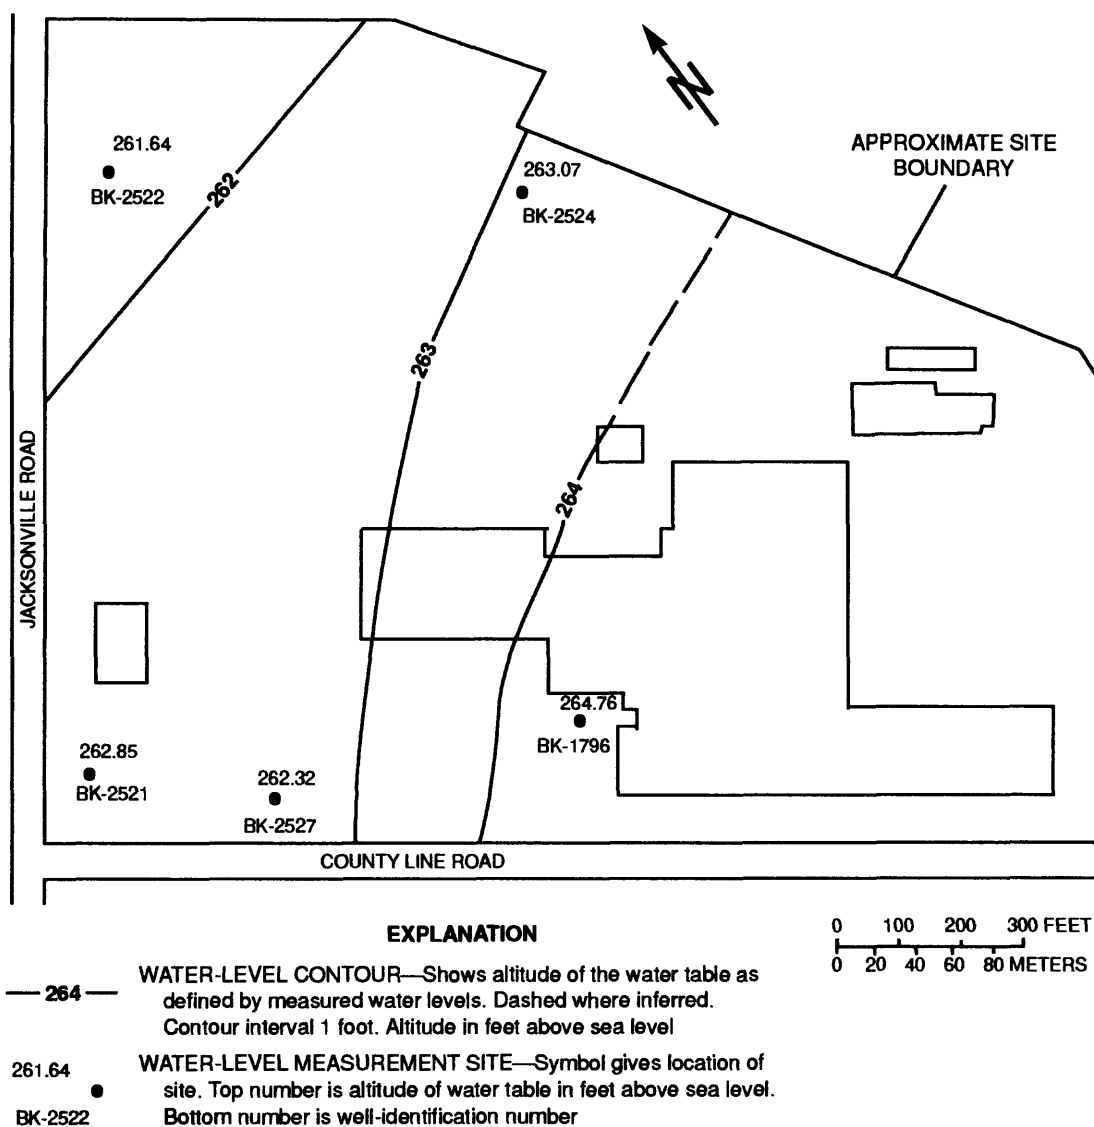 N
APPROXIMATE SITE
BOUNDARY
261.64
BK-2522
262
263.07
BK-2524
263
264
JACKSONVILLE ROAD
264.76
BK-1796
262.85
BK-2521
262.32
BK-2527
COUNTY LINE ROAD
EXPLANATION
0 100 200 300 FEET
0 20 40 60 80 METERS
264
WATER-LEVEL CONTOUR—Shows altitude of the water table as
defined by measured water levels. Dashed where inferred.
Contour interval 1 foot. Altitude in feet above sea level
261.64
BK-2522
WATER-LEVEL MEASUREMENT SITE—Symbol gives location of
site. Top number is altitude of water table in feet above sea level.
Bottom number is well-identification number